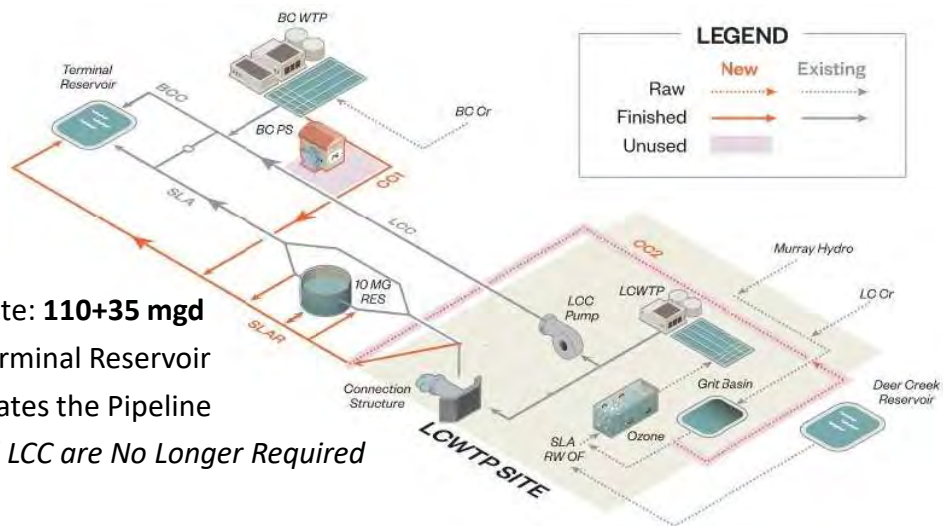 BC WTP
LEGEND
New
Existing
Raw
Finished
Unused
Terminal
Reservoir
BCC
BC PS
BC Cr
CC1
SLA
LCC
CC2
Murray Hydro
10 MG
RES
LCC
Pump
LCWTP
LC Cr
te: 110+35 mgd
SLAR
erminal Reservoir
Connection
Structure
Grit Basin
Deer Creek
Reservoir
ates the Pipeline
Ozone
SLA
RW OF
LCC are No Longer Required
LCWTP SITE